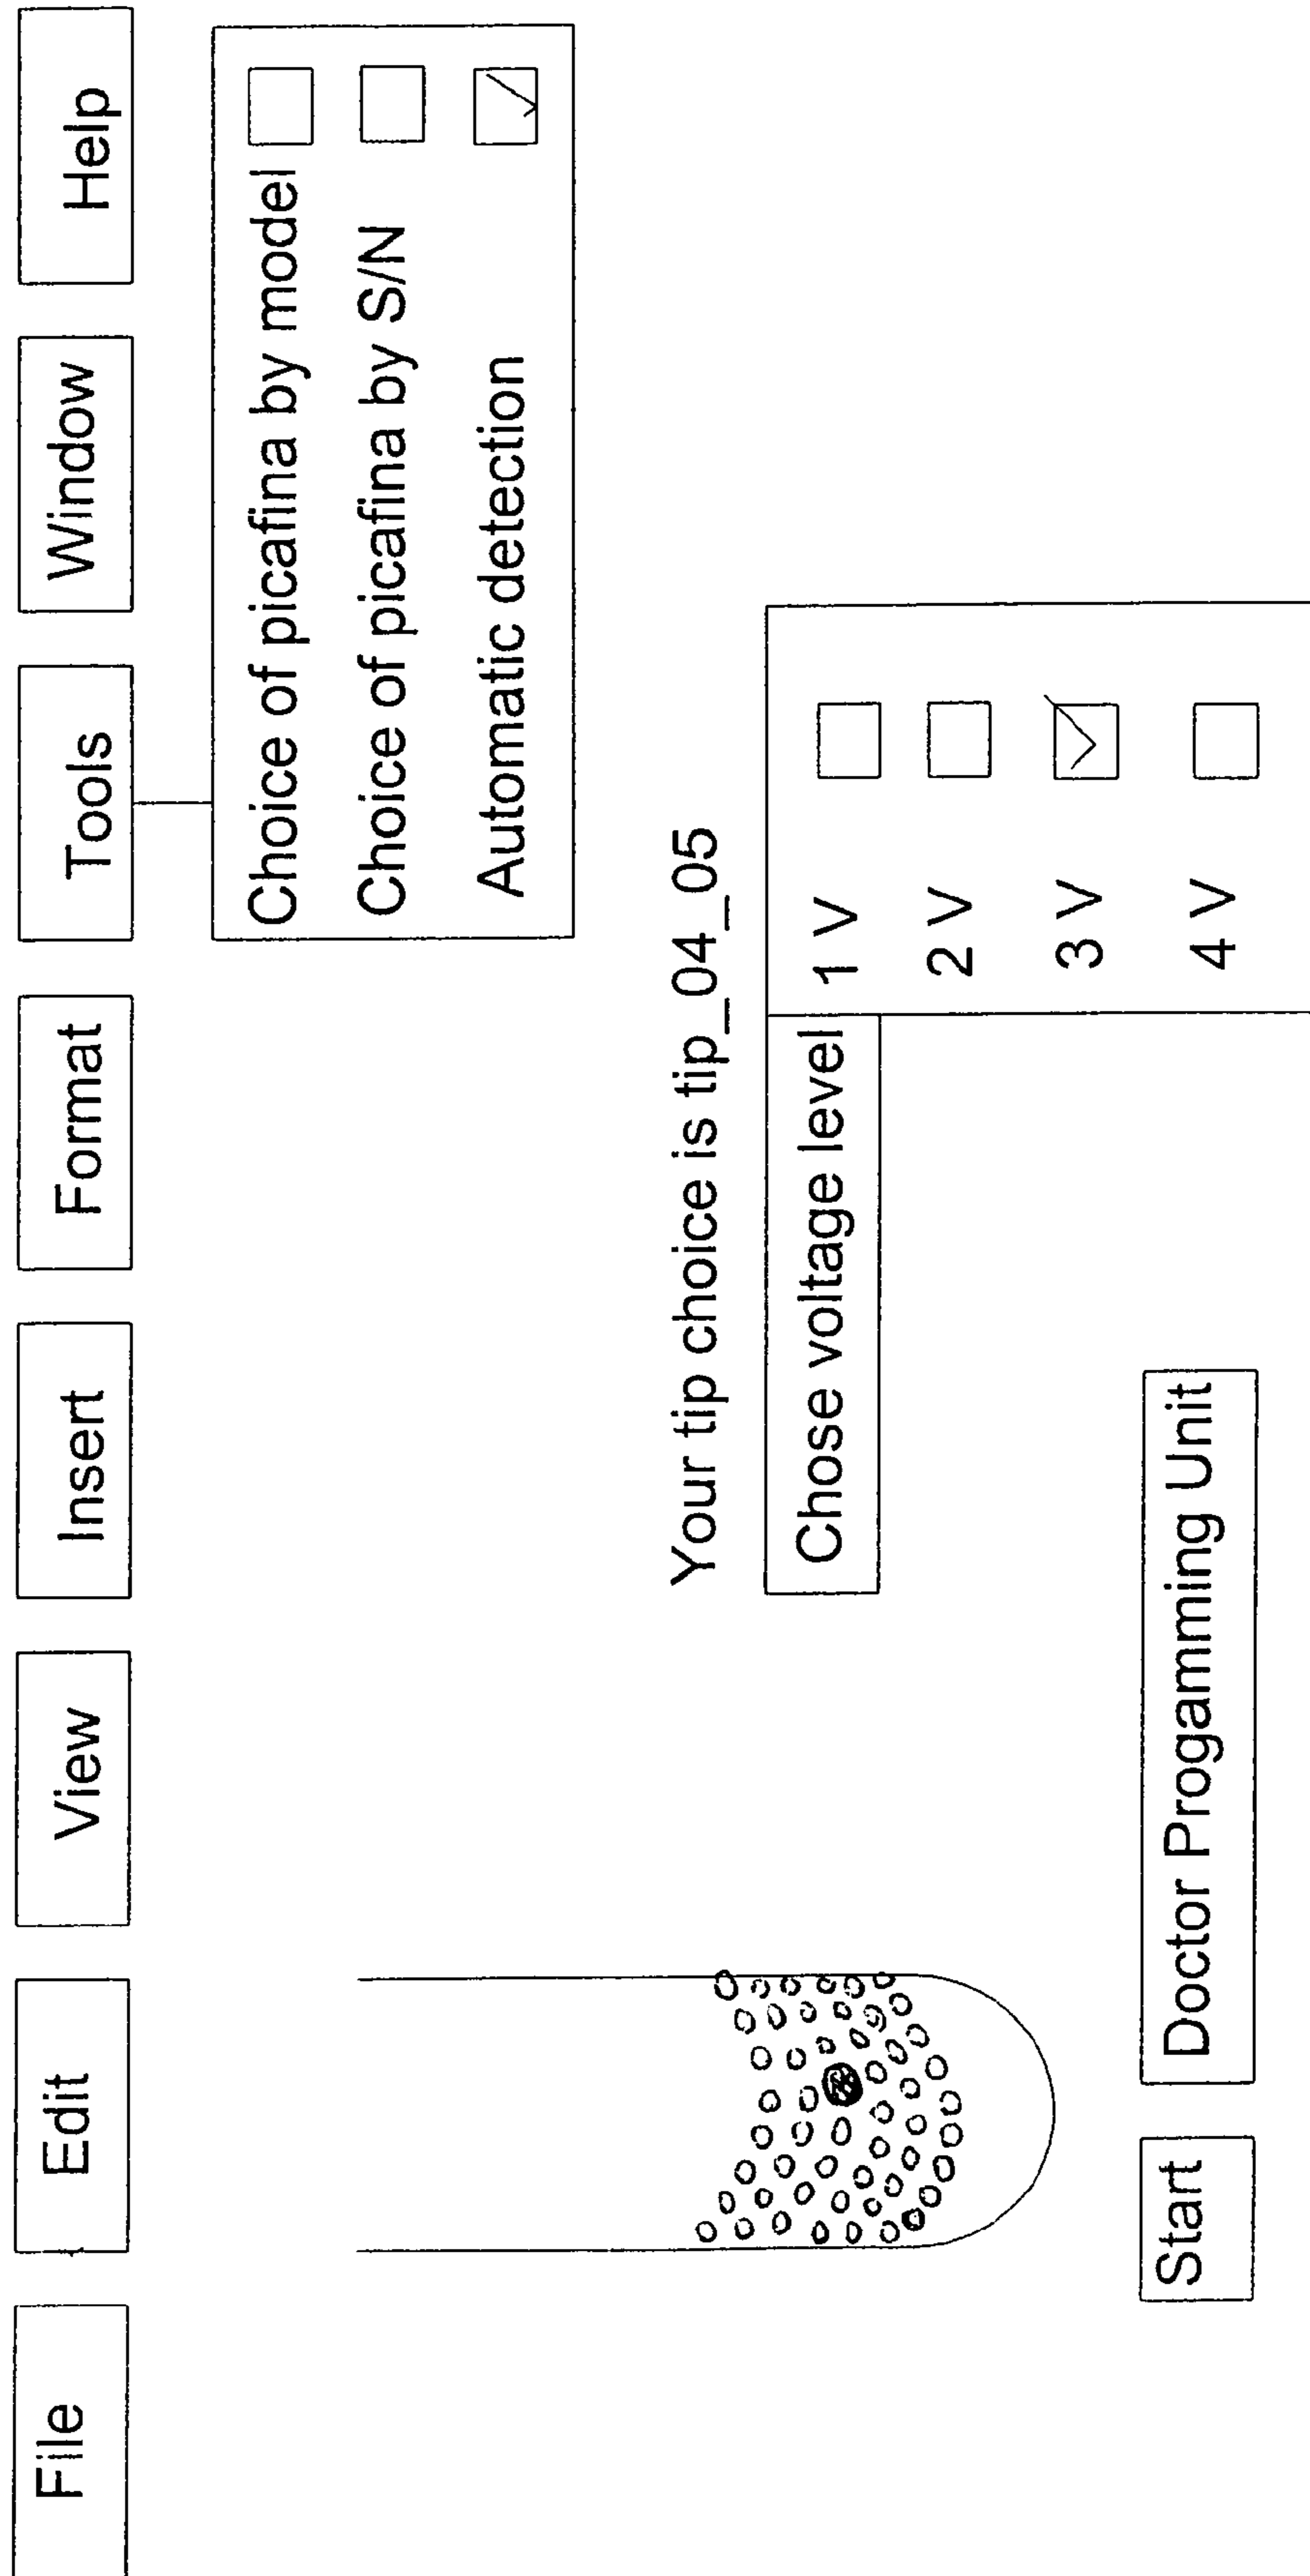 File
Edit
View
Insert
Format
Tools
Window
Help
Choice of picafina by model
Choice of picafina by S/N
Automatic detection
Your tip choice is tip_04_05
Chose voltage level
1 V
2 V
3 V
4 V
Start
Doctor Progamming Unit